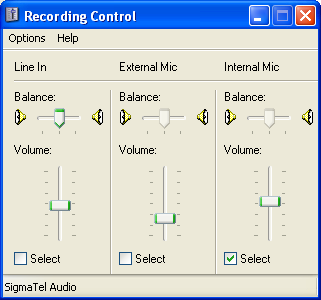 Recording Control
Options Help
Line In External Mic Internal Mic
Balance: Balance: Balance:
Volume: Volume: Volume:
Select Select Select
SigmaTel Audio